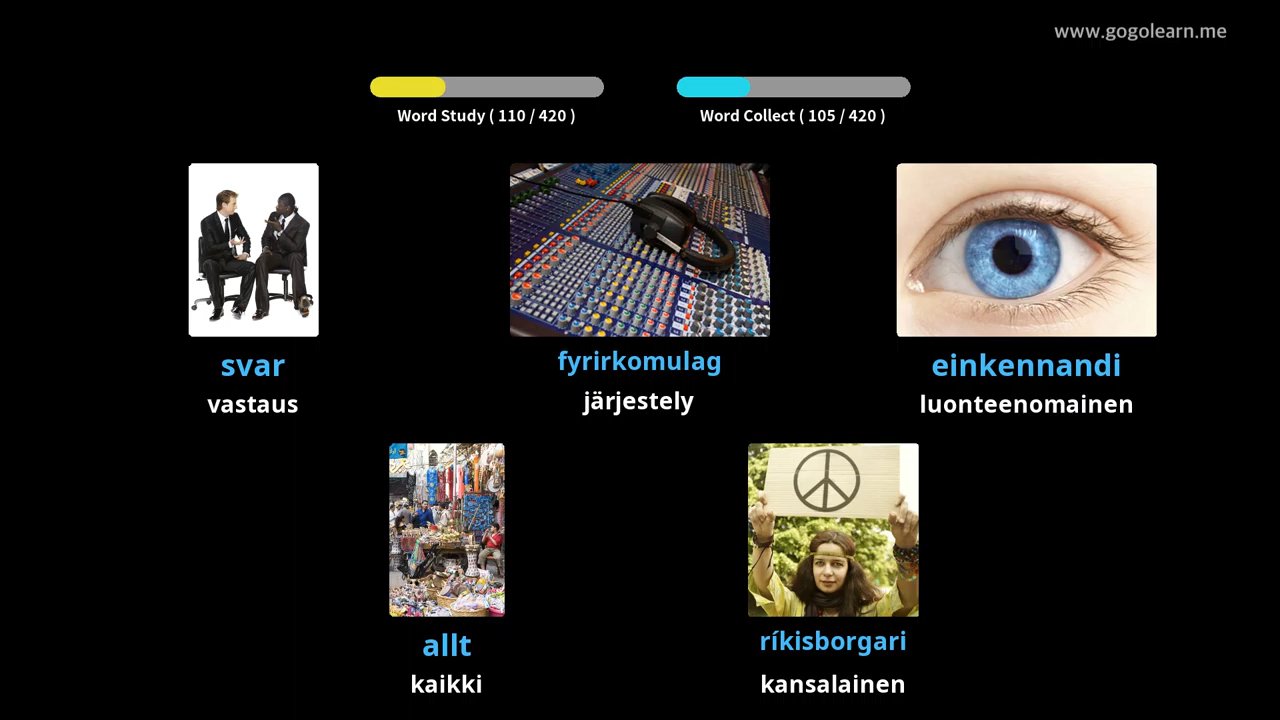 www.gogolearn.me
Word Study ( 110 / 420 )
Word Collect ( 105 / 420 )
svar
vastaus
fyrirkomulag
järjestely
einkennandi
luonteenomainen
allt
kaikki
ríkisborgari
kansalainen